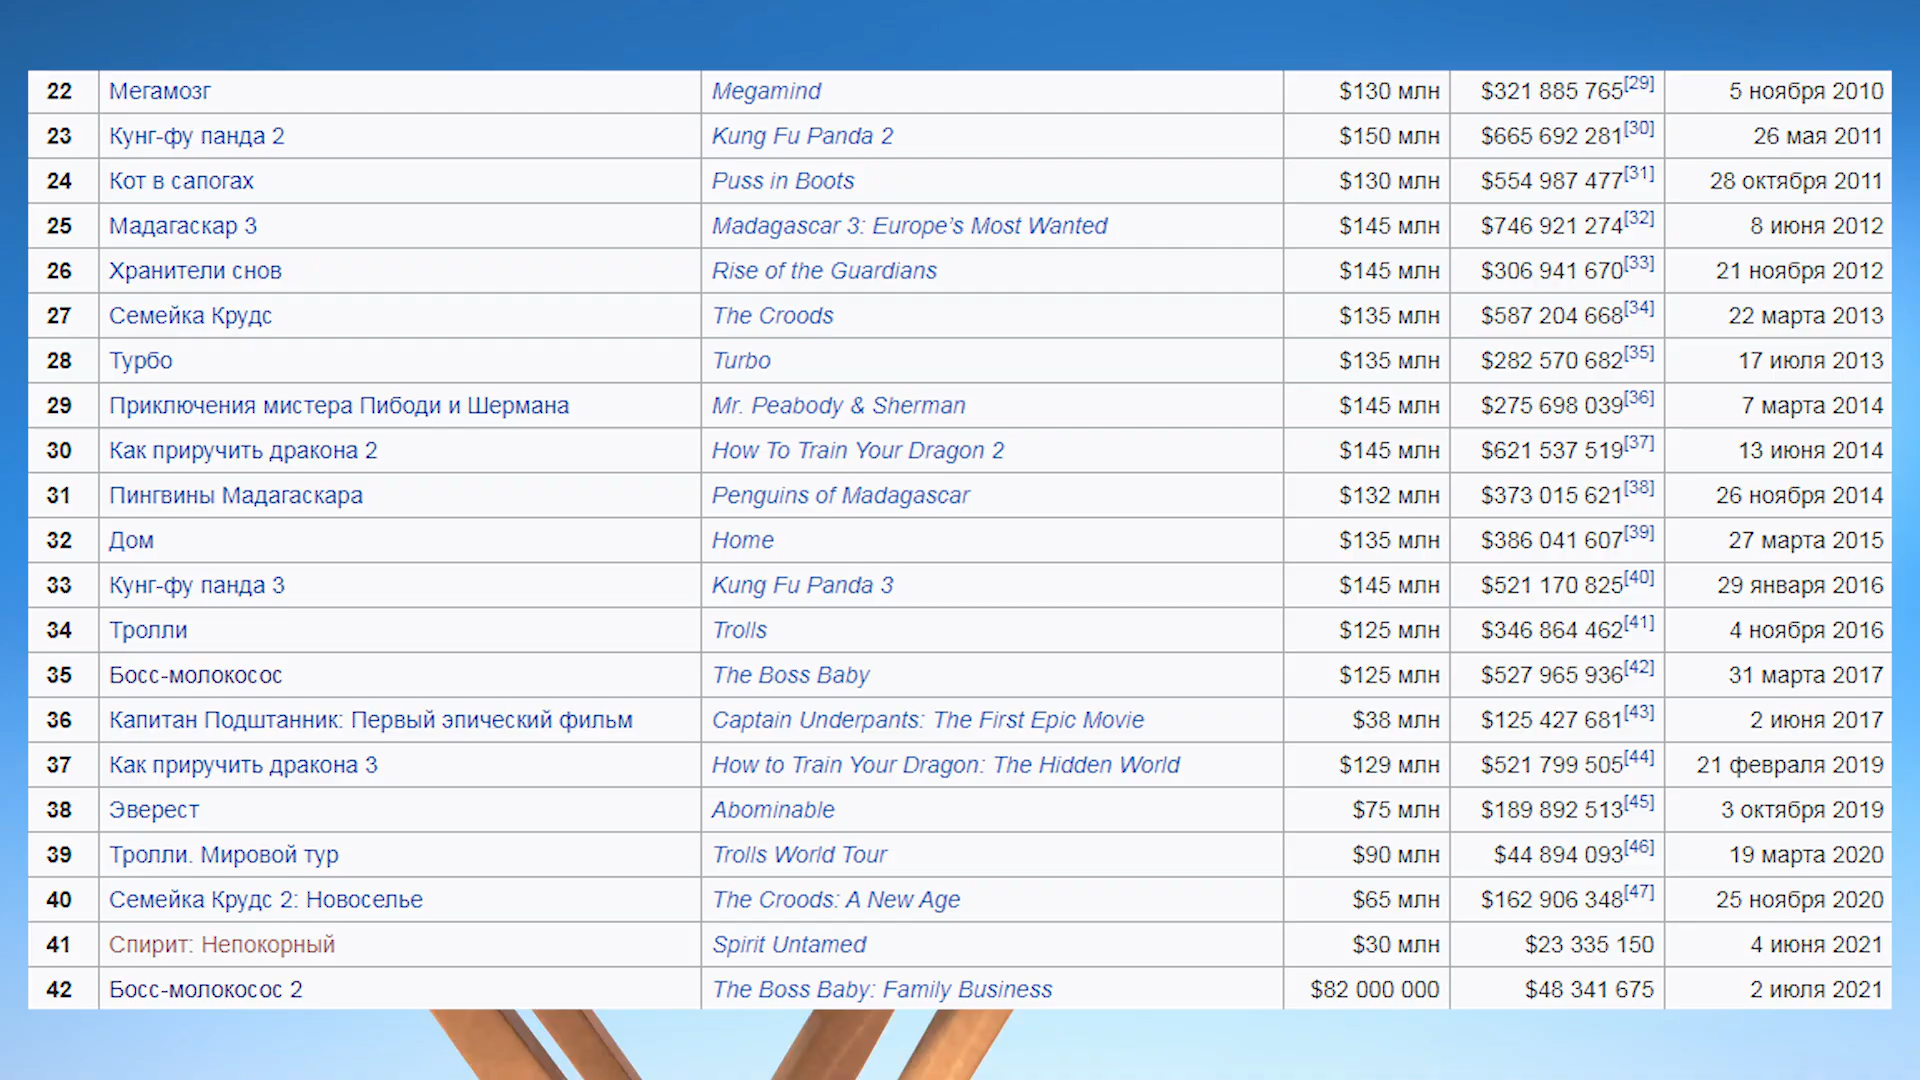 22 Мегамозг Megamind $130 млн $321 885 765[29] 5 ноября 2010
23 Кунг-фу панда 2 Kung Fu Panda 2 $150 млн $665 692 281[30] 26 мая 2011
24 Кот в сапогах Puss in Boots $130 млн $554 987 477[31] 28 октября 2011
25 Мадагаскар 3 Madagascar 3: Europe's Most Wanted $145 млн $746 921 274[32] 8 июня 2012
26 Хранители снов Rise of the Guardians $145 млн $306 941 670[33] 21 ноября 2012
27 Семейка Крудс The Croods $135 млн $587 204 668[34] 22 марта 2013
28 Турбо Turbo $135 млн $282 570 682[35] 17 июля 2013
29 Приключения мистера Пибоди и Шермана Mr. Peabody & Sherman $145 млн $275 698 039[36] 7 марта 2014
30 Как приручить дракона 2 How To Train Your Dragon 2 $145 млн $621 537 519[37] 13 июня 2014
31 Пингвины Мадагаскара Penguins of Madagascar $132 млн $373 015 621[38] 26 ноября 2014
32 Дом Home $135 млн $386 041 607[39] 27 марта 2015
33 Кунг-фу панда 3 Kung Fu Panda 3 $145 млн $521 170 825[40] 29 января 2016
34 Тролли Trolls $125 млн $346 864 462[41] 4 ноября 2016
35 Босс-молокосос The Boss Baby $125 млн $527 965 936[42] 31 марта 2017
36 Капитан Подштанник: Первый эпический фильм Captain Underpants: The First Epic Movie $38 млн $125 427 681[43] 2 июня 2017
37 Как приручить дракона 3 How to Train Your Dragon: The Hidden World $129 млн $521 799 505[44] 21 февраля 2019
38 Эверест Abominable $75 млн $189 892 513[45] 3 октября 2019
39 Тролли. Мировой тур Trolls World Tour $90 млн $44 894 093[46] 19 марта 2020
40 Семейка Крудс 2: Новоселье The Croods: A New Age $65 млн $162 906 348[47] 25 ноября 2020
41 Спирит: Непокорный Spirit Untamed $30 млн $23 335 150 4 июня 2021
42 Босс-молокосос 2 The Boss Baby: Family Business $82 000 000 $48 341 675 2 июля 2021